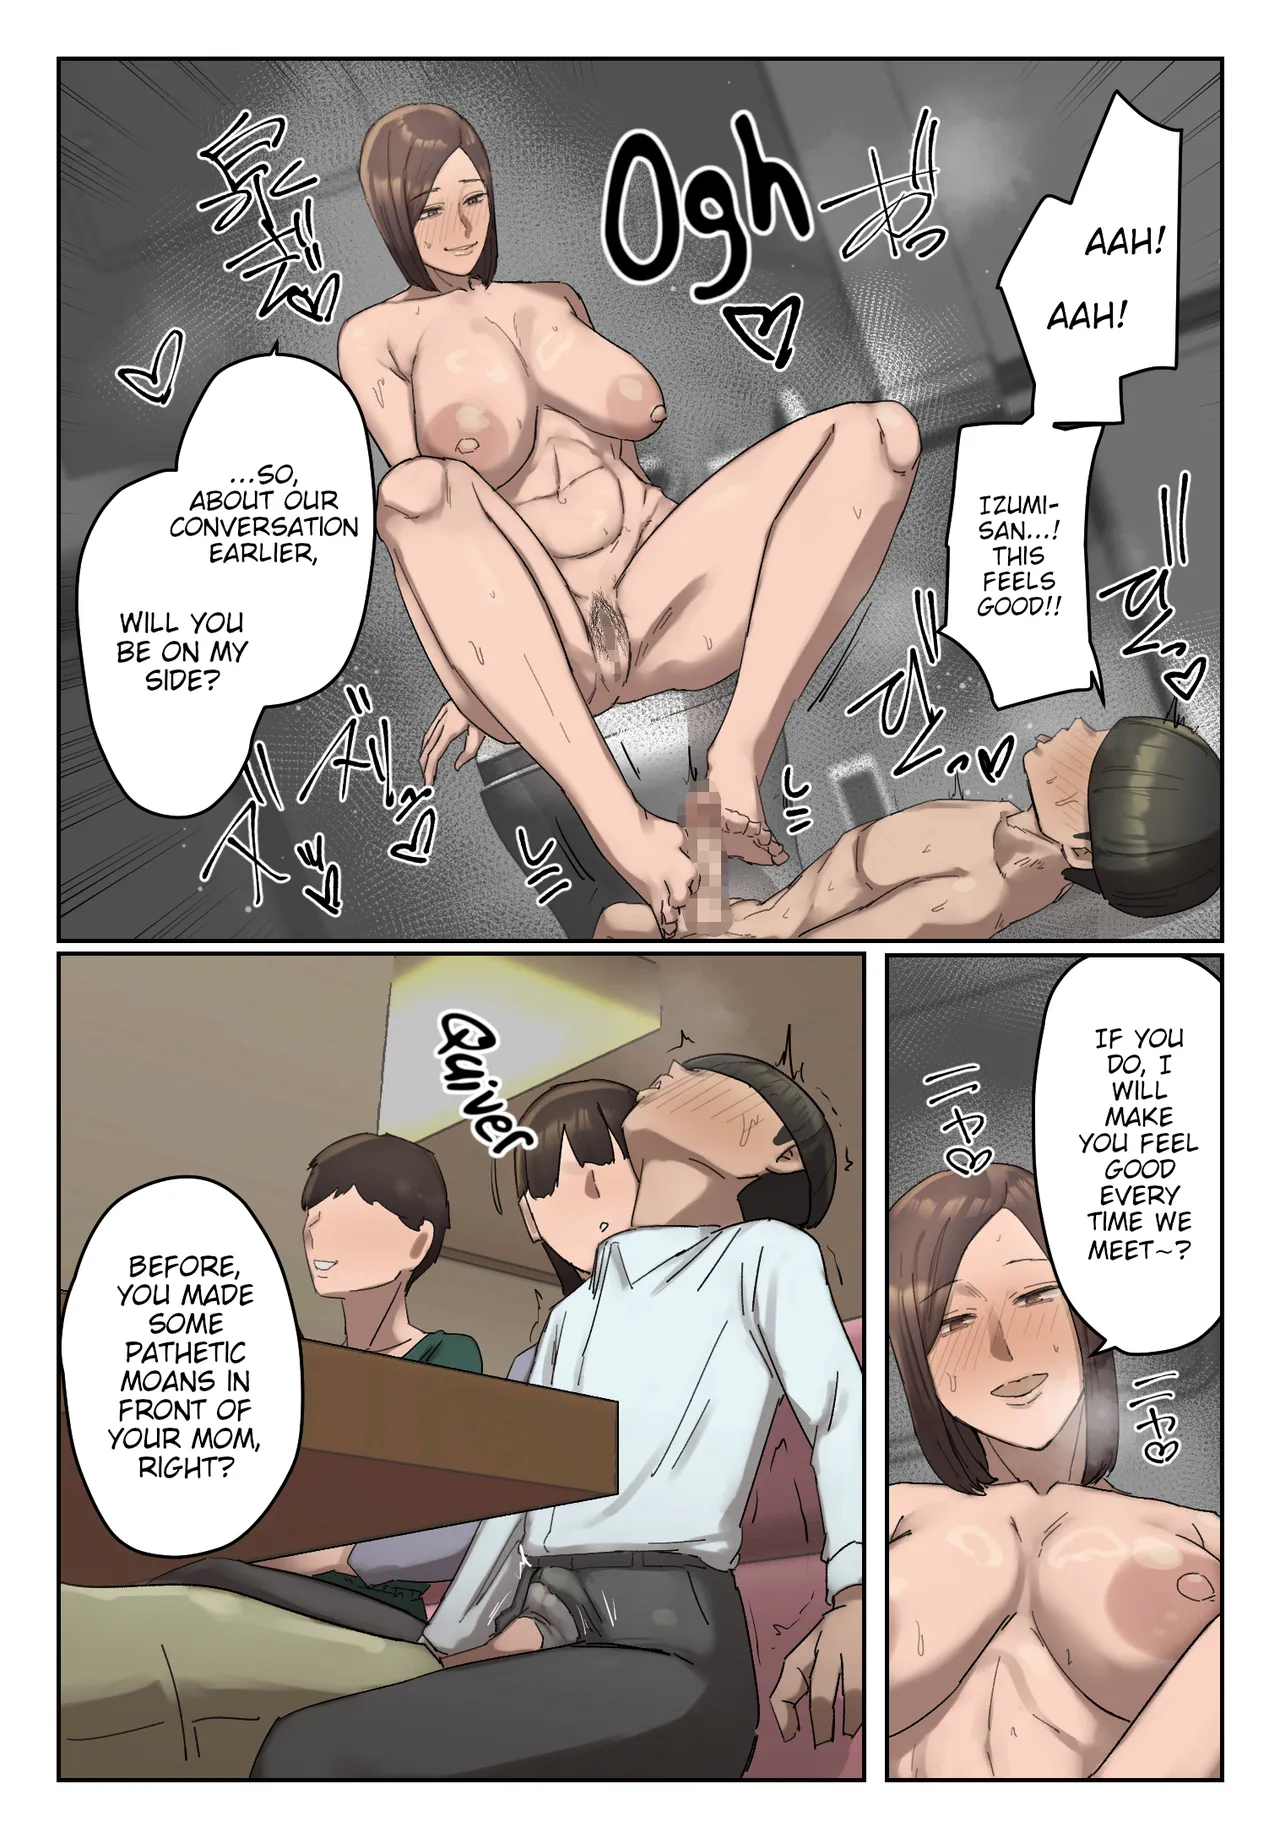 AAH!
AAH!
Ogh
IZUMI-
SAN...!
THIS
FEELS
GOOD!!
...SO,
ABOUT OUR
CONVERSATION
EARLIER,
WILL YOU
BE ON MY
SIDE?
IF YOU
DO, I
WILL
MAKE
YOU FEEL
GOOD
EVERY
TIME WE
MEET~?
ニヤ
ニヤ
Quiver
BEFORE,
YOU MADE
SOME
PATHETIC
MOANS IN
FRONT OF
YOUR MOM,
RIGHT?